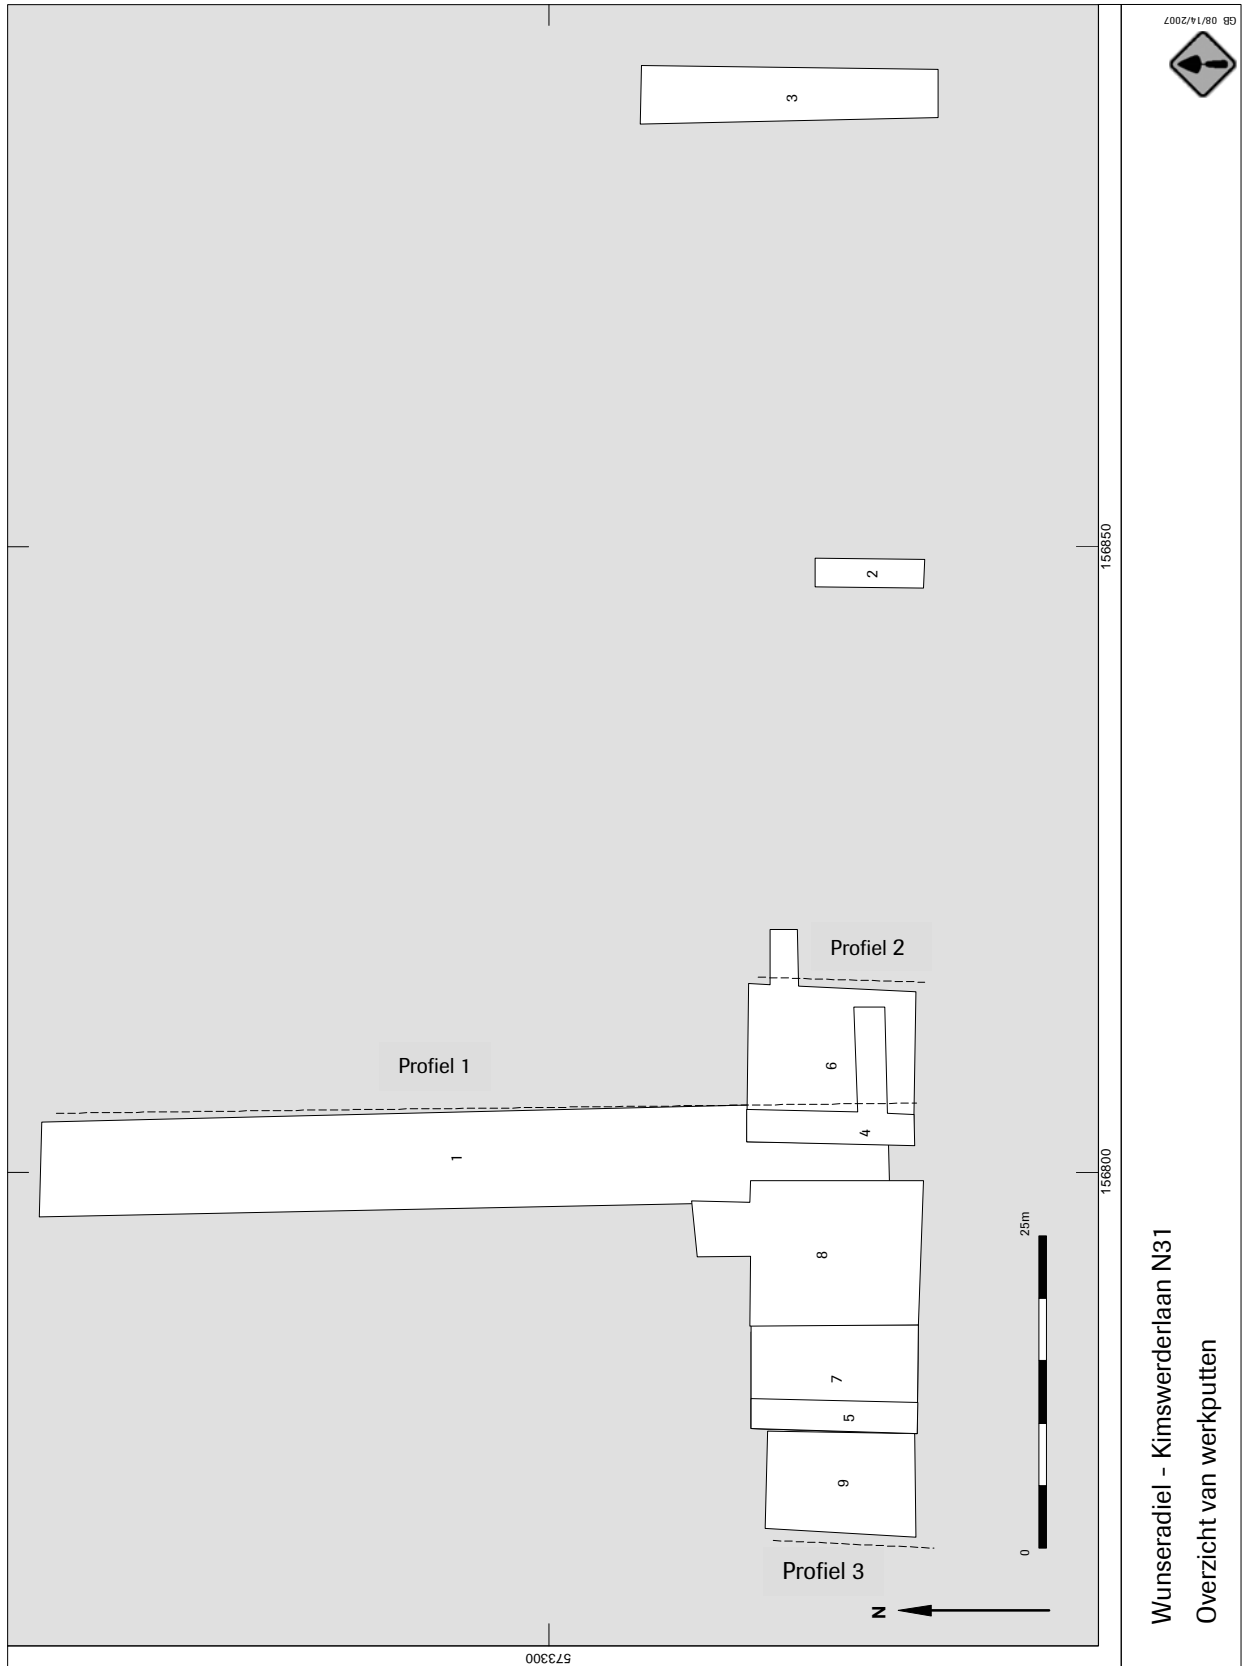 GB 08/14/2007
3
156850
2
Profiel 2
Profiel 1
6
4
1
156800
8
25m
7
5
9
0
Profiel 3
N
573300
Wunseradiel - Kimswerderlaan N31
Overzicht van werkputten